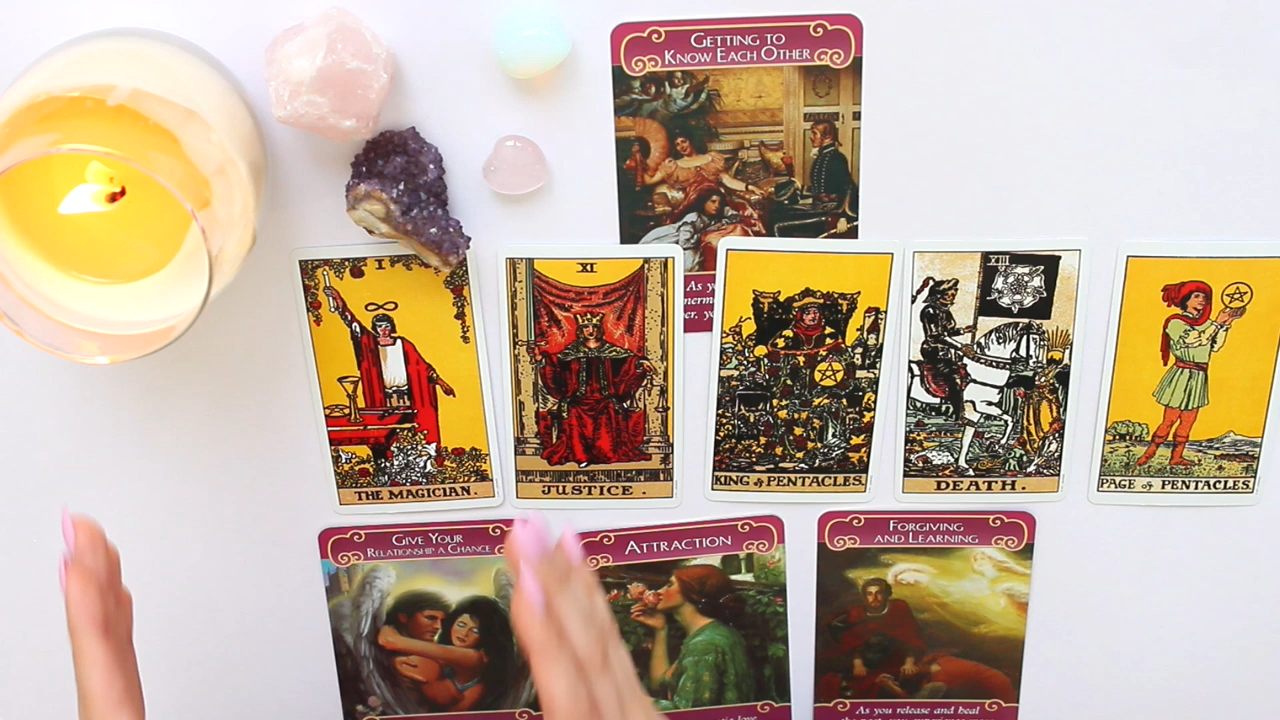 GETTING TO
KNOW EACH OTHER
As
I
THE MAGICIAN.
XI
JUSTICE.
KING of PENTACLES.
XIII
DEATH.
PAGE of PENTACLES.
GIVE YOUR
RELATIONSHIP A CHANCE
ATTRACTION
love
FORGIVING
AND LEARNING
As you release and heal